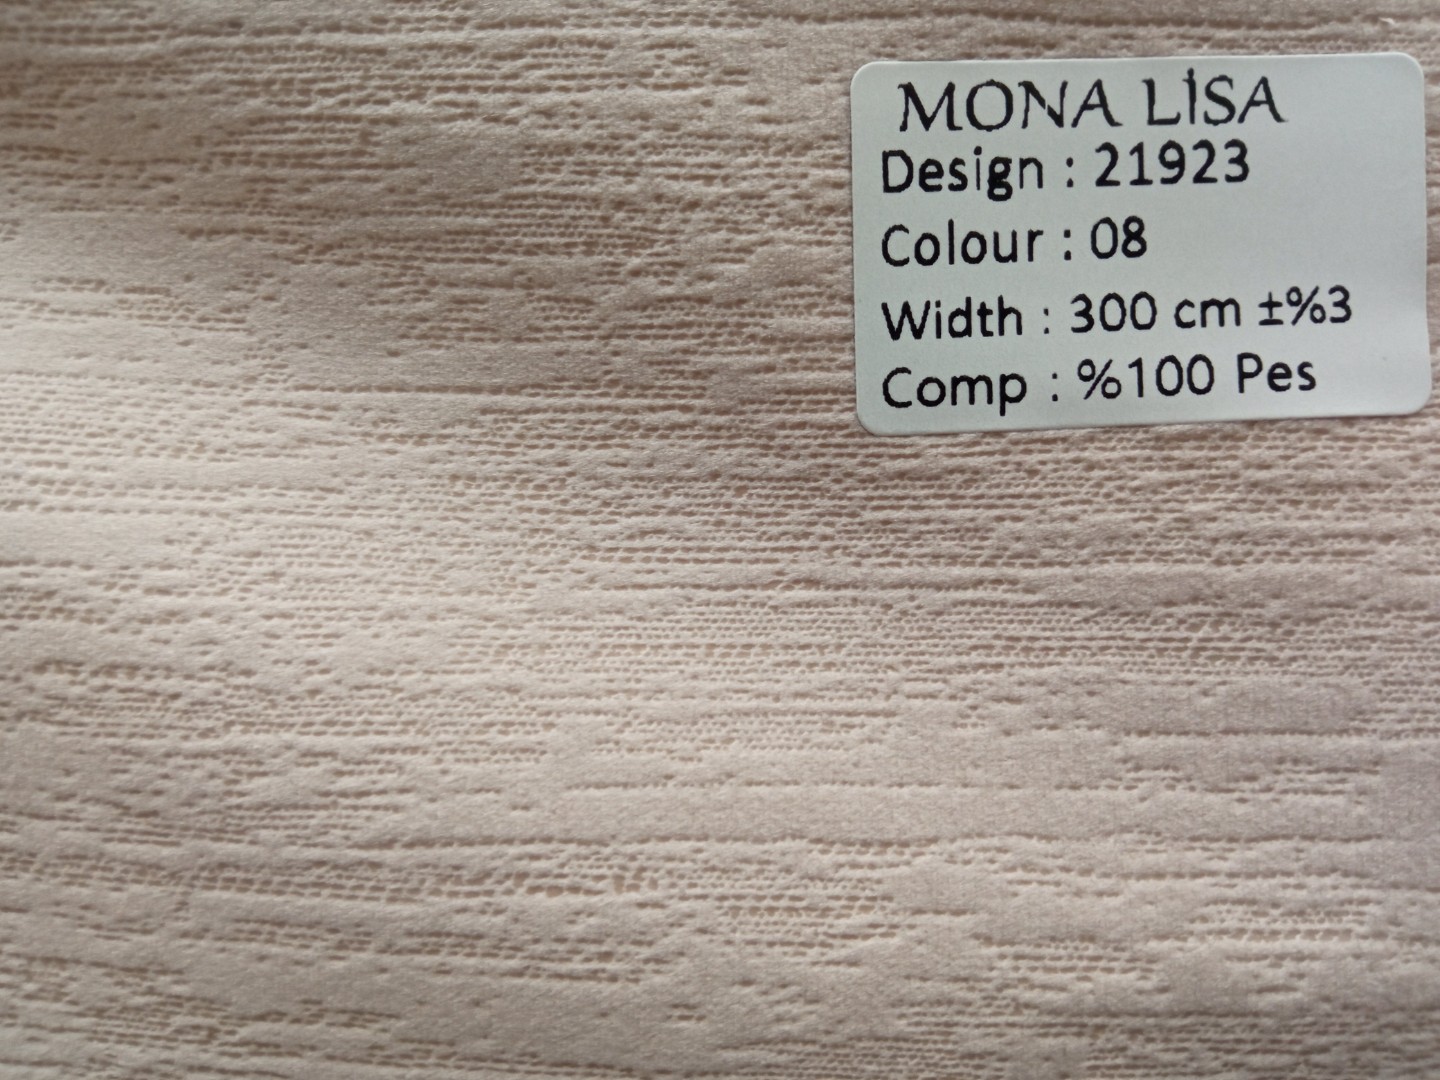 MONA LİSA
Design : 21923
Colour : 08
Width : 300 cm ±%3
Comp : %100 Pes